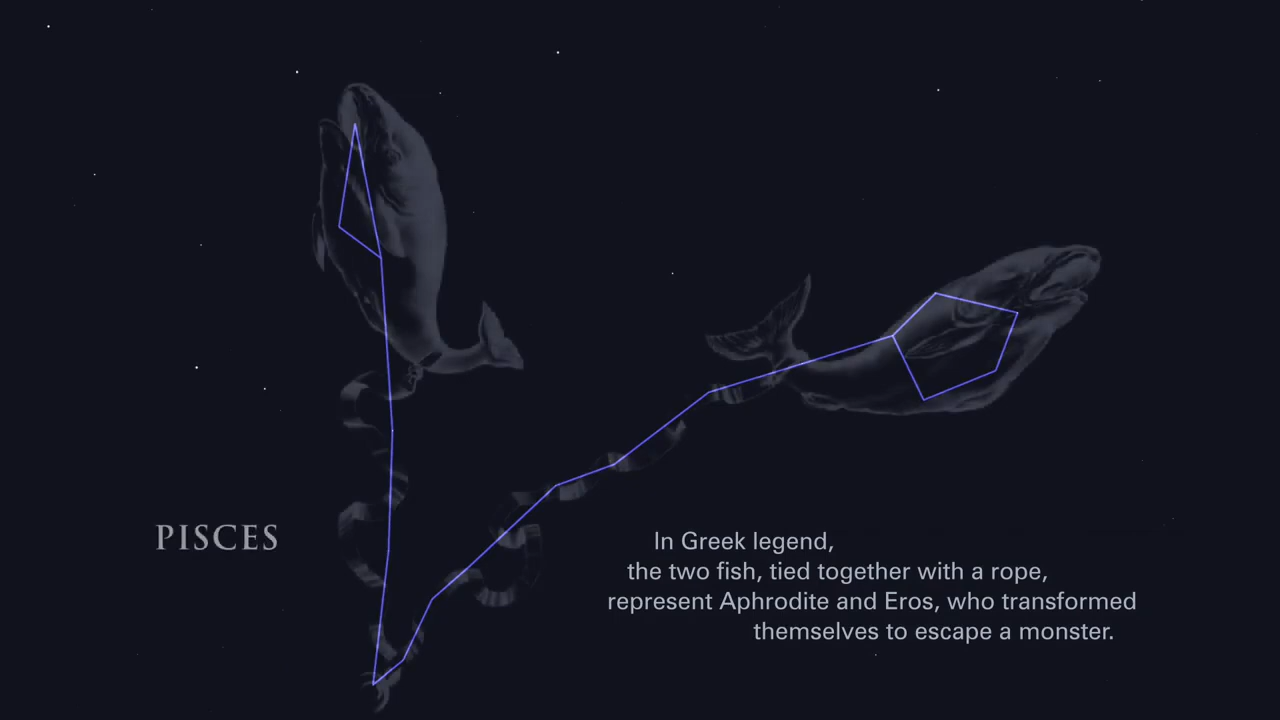 PISCES
In Greek legend,
the two fish, tied together with a rope,
represent Aphrodite and Eros, who transformed
themselves to escape a monster.